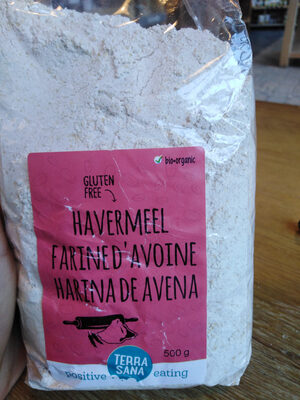 bio-organic
GLUTEN
FREE
HAVERMEEL
FARINE D'AVOINE
HARINA DE AVENA
500 g
TERRA
SANA
positive eating